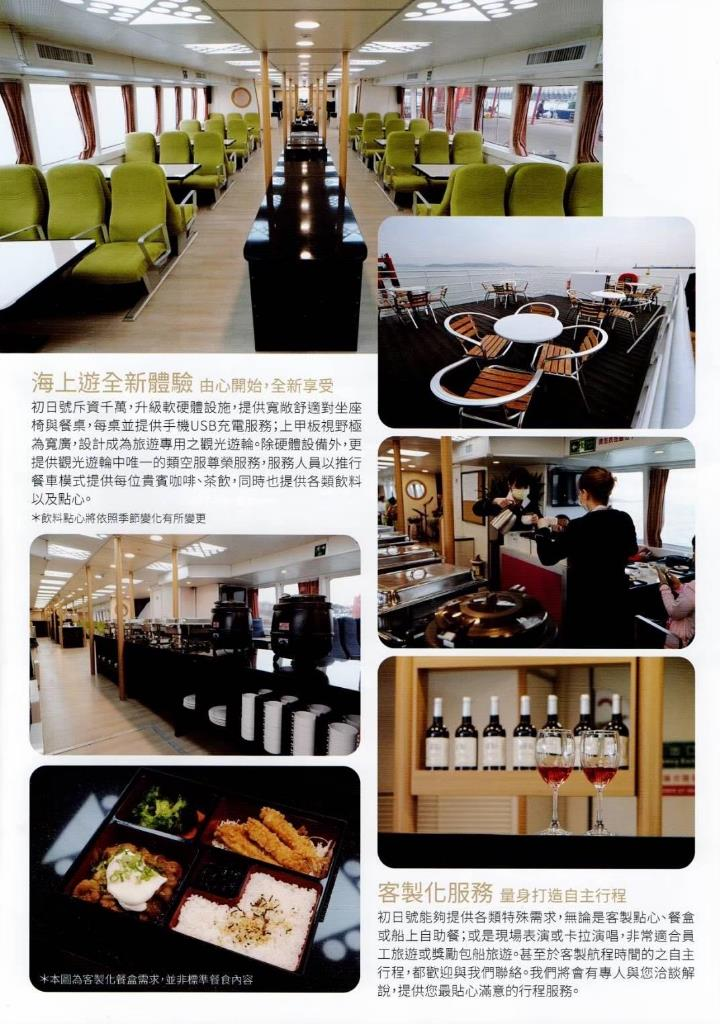 海上遊全新體驗 由心開始,全新享受
初日號斥資千萬,升級軟硬體設施,提供寬敞舒適對坐座
椅與餐桌,每桌並提供手機USB充電服務;上甲板視野極
為寬廣,設計成為旅遊專用之觀光遊輪。除硬體設備外,更
提供觀光遊輪中唯一的類空服尊榮服務,服務人員以推行
餐車模式提供每位貴賓咖啡、茶飲,同時也提供各類飲料
以及點心。
*飲料點心將依照季節變化有所變更
*本圖為客製化餐盒需求,並非標準餐食內容
客製化服務 量身打造自主行程
初日號能夠提供各類特殊需求,無論是客製點心、餐盒
或船上自助餐;或是現場表演或卡拉演唱,非常適合員
工旅遊或獎勵包船旅遊。甚至於客製航程時間的之自主
行程,都歡迎與我們聯絡。我們將會有專人與您洽談解
說,提供您最貼心滿意的行程服務。